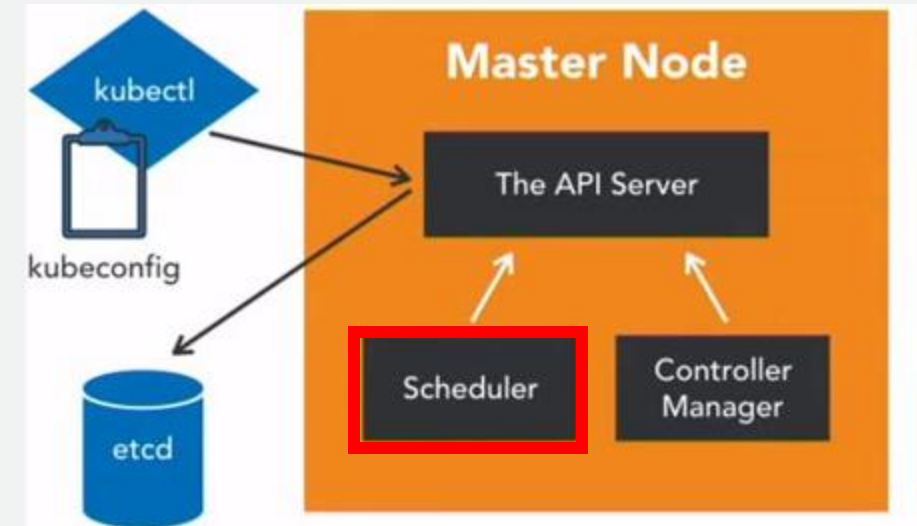 Master Node
kubectl
The API Server
kubeconfig
Scheduler
Controller
Manager
etcd